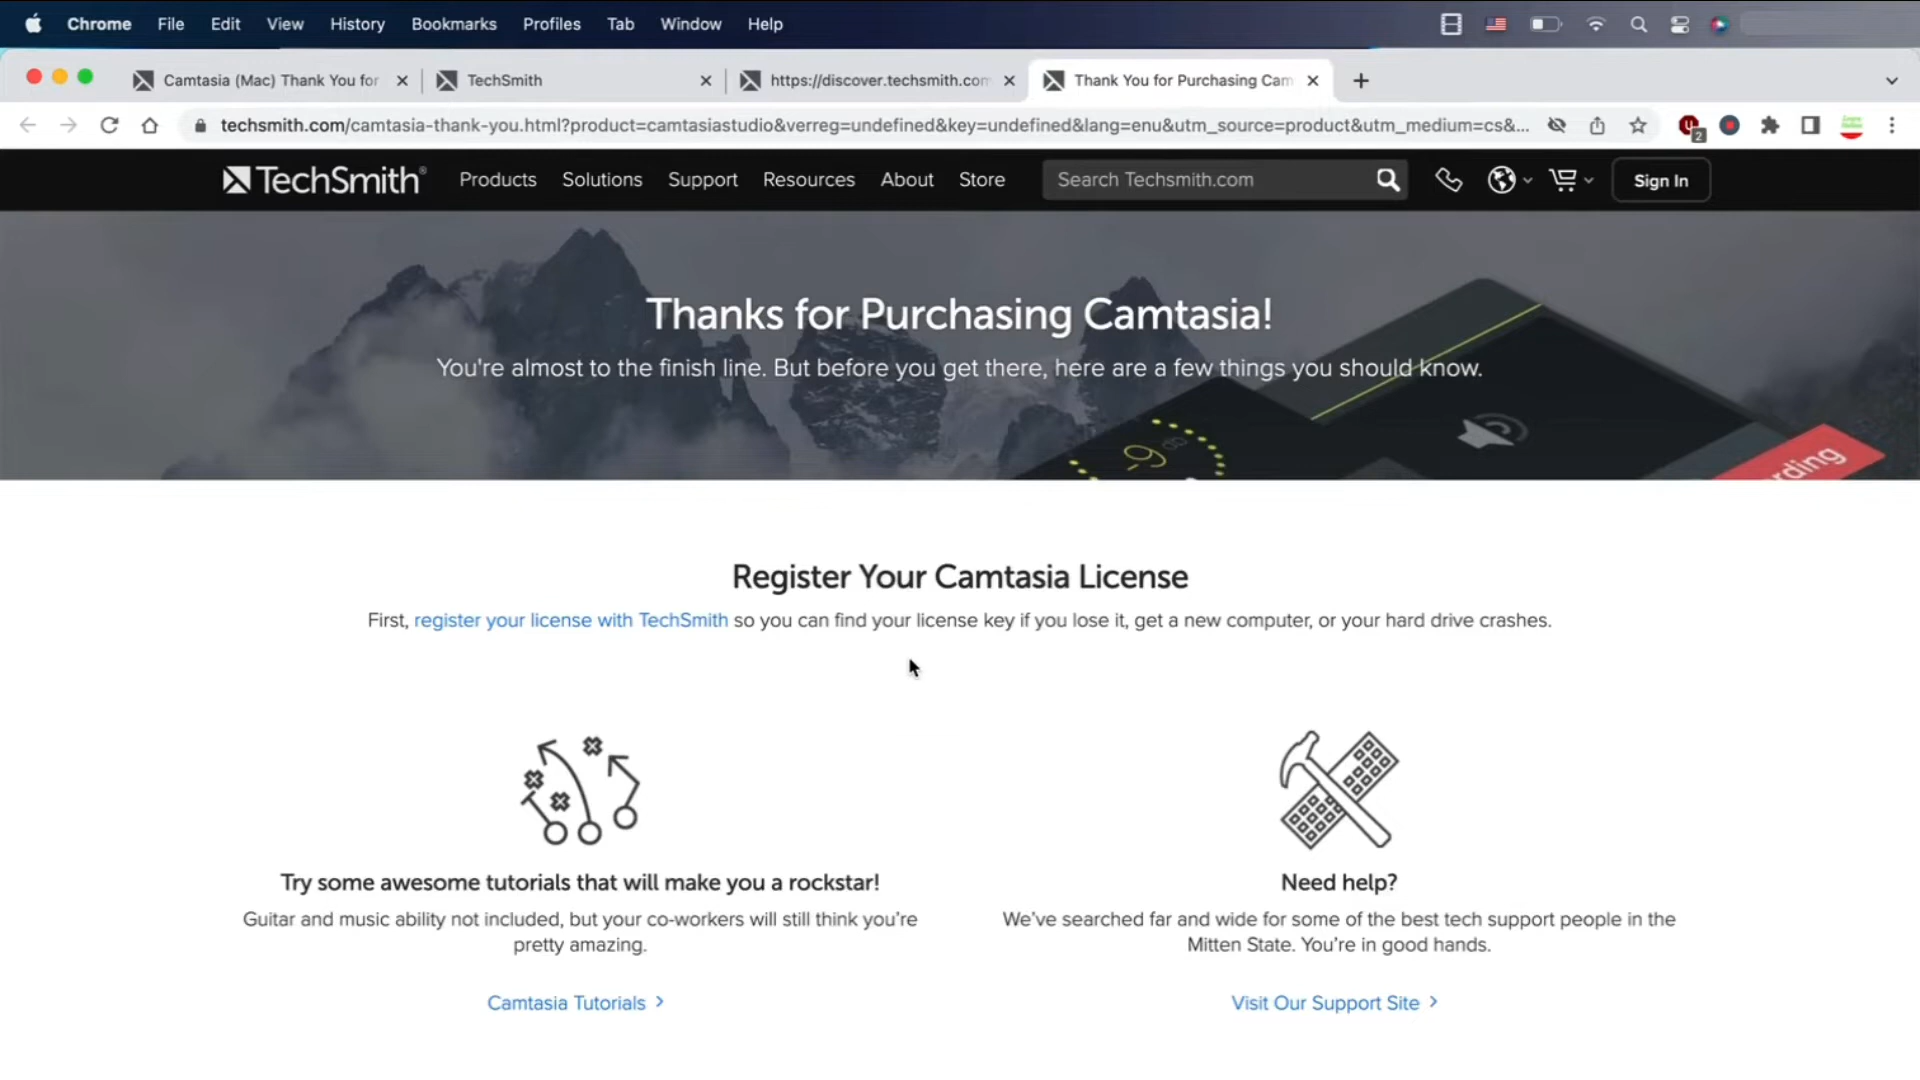 Chrome File Edit View History Bookmarks Profiles Tab Window Help
Camtasia (Mac) Thank You for
TechSmith
https://discover.techsmith.com
Thank You for Purchasing Cam
techsmith.com/camtasia-thank-you.html?product=camtasiastudio&verreg=undefined&key=undefined&lang=enu&utm_source=product&utm_medium=cs&...
2
TechSmith® Products Solutions Support Resources About Store Search Techsmith.com Sign In
Thanks for Purchasing Camtasia!
You're almost to the finish line. But before you get there, here are a few things you should know.
-9 db
rding
Register Your Camtasia License
First, register your license with TechSmith so you can find your license key if you lose it, get a new computer, or your hard drive crashes.
Try some awesome tutorials that will make you a rockstar!
Guitar and music ability not included, but your co-workers will still think you're
pretty amazing.
Camtasia Tutorials >
Need help?
We've searched far and wide for some of the best tech support people in the
Mitten State. You're in good hands.
Visit Our Support Site >